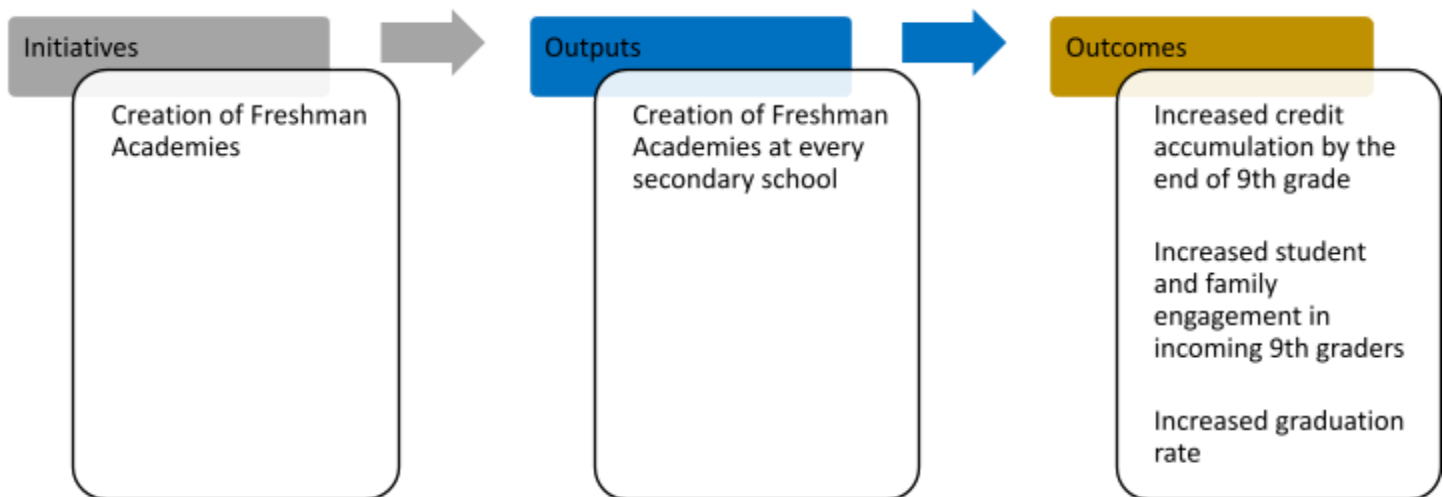 Initiatives
Creation of Freshman
Academies
Outputs
Creation of Freshman
Academies at every
secondary school
Outcomes
Increased credit
accumulation by the
end of 9th grade
Increased student
and family
engagement in
incoming 9th graders
Increased graduation
rate